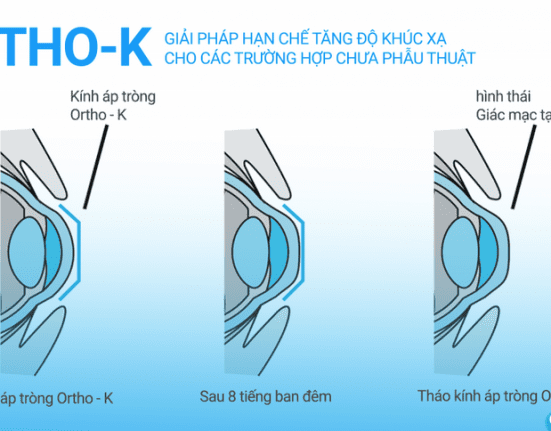 THO-K
GIẢI PHÁP HẠN CHẾ TĂNG ĐỘ KHÚC XẠ
CHO CÁC TRƯỜNG HỢP CHƯA PHẪU THUẬT
Kính áp tròng
Ortho - K
hình thái
Giác mạc tạ
áp tròng Ortho - K
Sau 8 tiếng ban đêm
Tháo kính áp tròng O